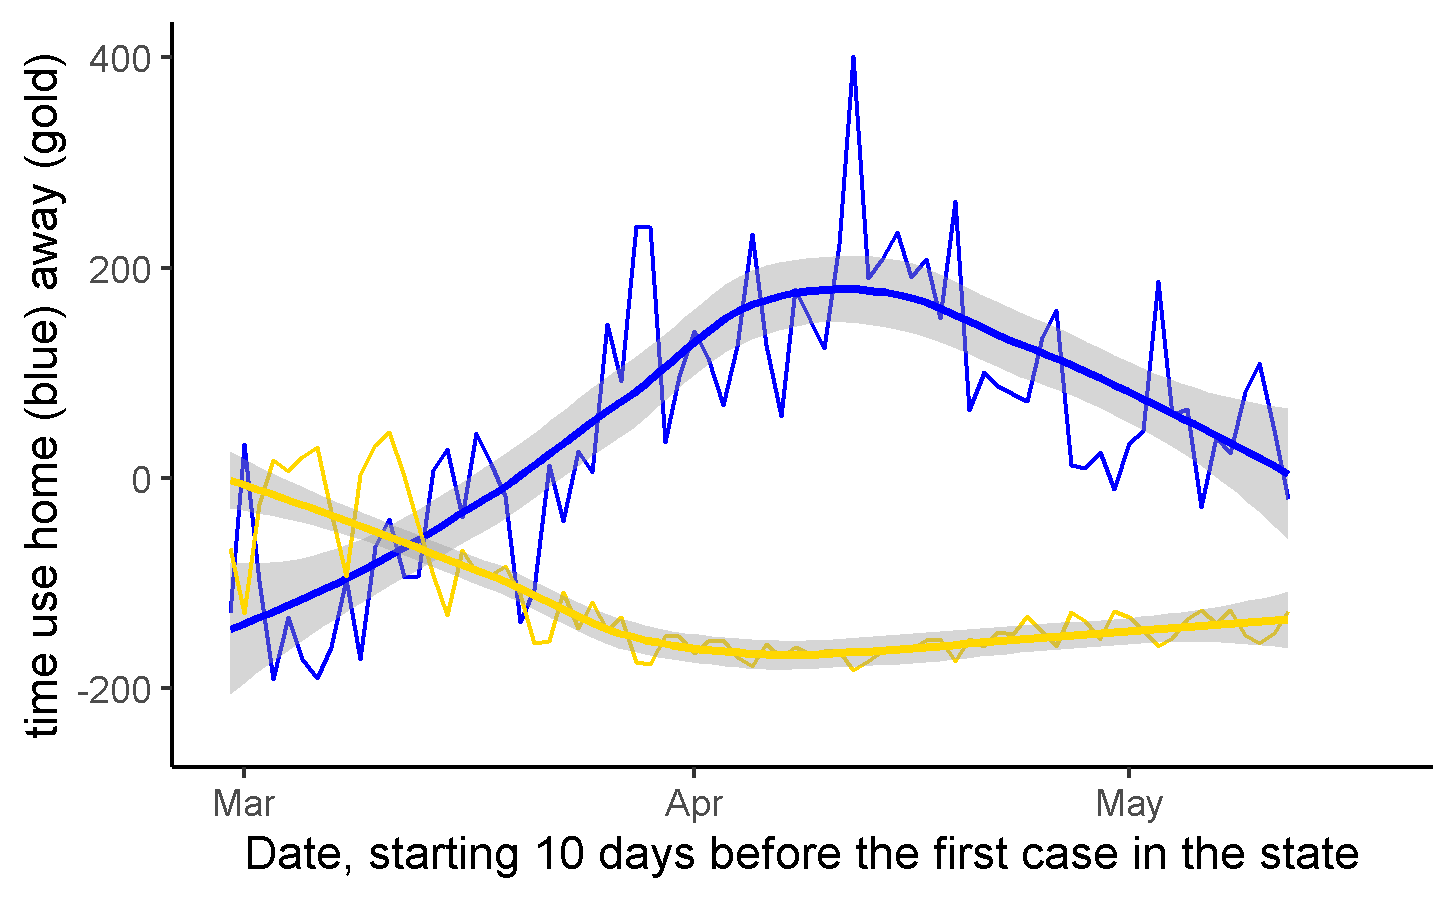 time use home (blue) away (gold)
400
200
0
-200
Mar
Apr
May
Date, starting 10 days before the first case in the state